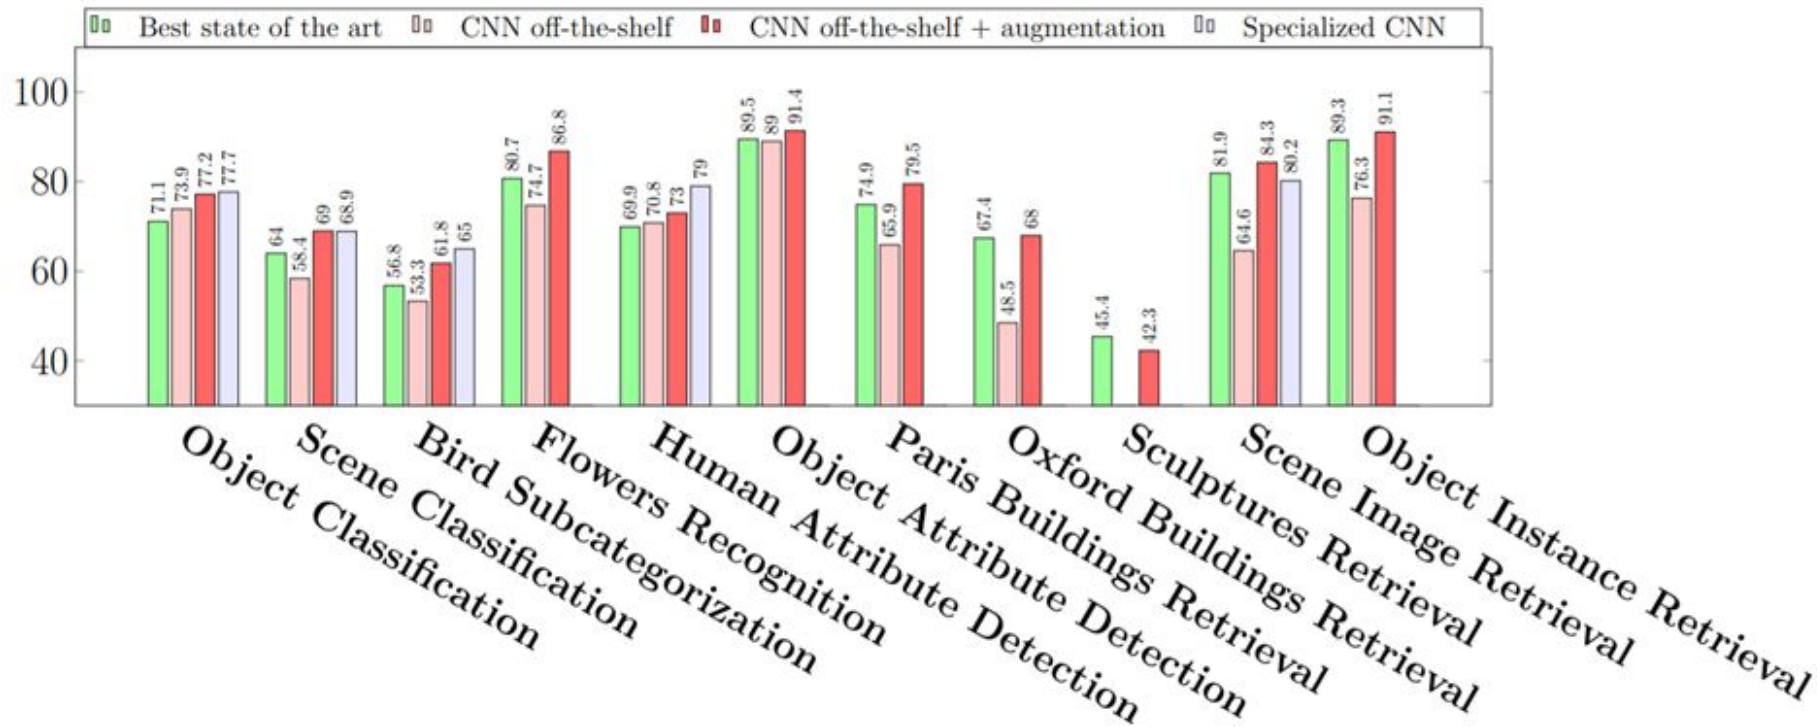 Best state of the art CNN off-the-shelf CNN off-the-shelf + augmentation Specialized CNN
100
80
60
40
71.1 73.9 77.2 77.7
64 58.4 69 68.9
56.8 53.3 61.8 65
80.7 74.7 86.8
69.9 70.8 73 79
89.5 89 91.4
74.9 65.9 79.5
67.4 48.5 68
45.4 42.3
81.9 64.6 84.3 80.2
89.3 76.3 91.1
Object Classification
Scene Classification
Bird Subcategorization
Flowers Recognition
Human Attribute Detection
Object Attribute Detection
Paris Buildings Retrieval
Oxford Buildings Retrieval
Sculptures Retrieval
Scene Image Retrieval
Object Instance Retrieval